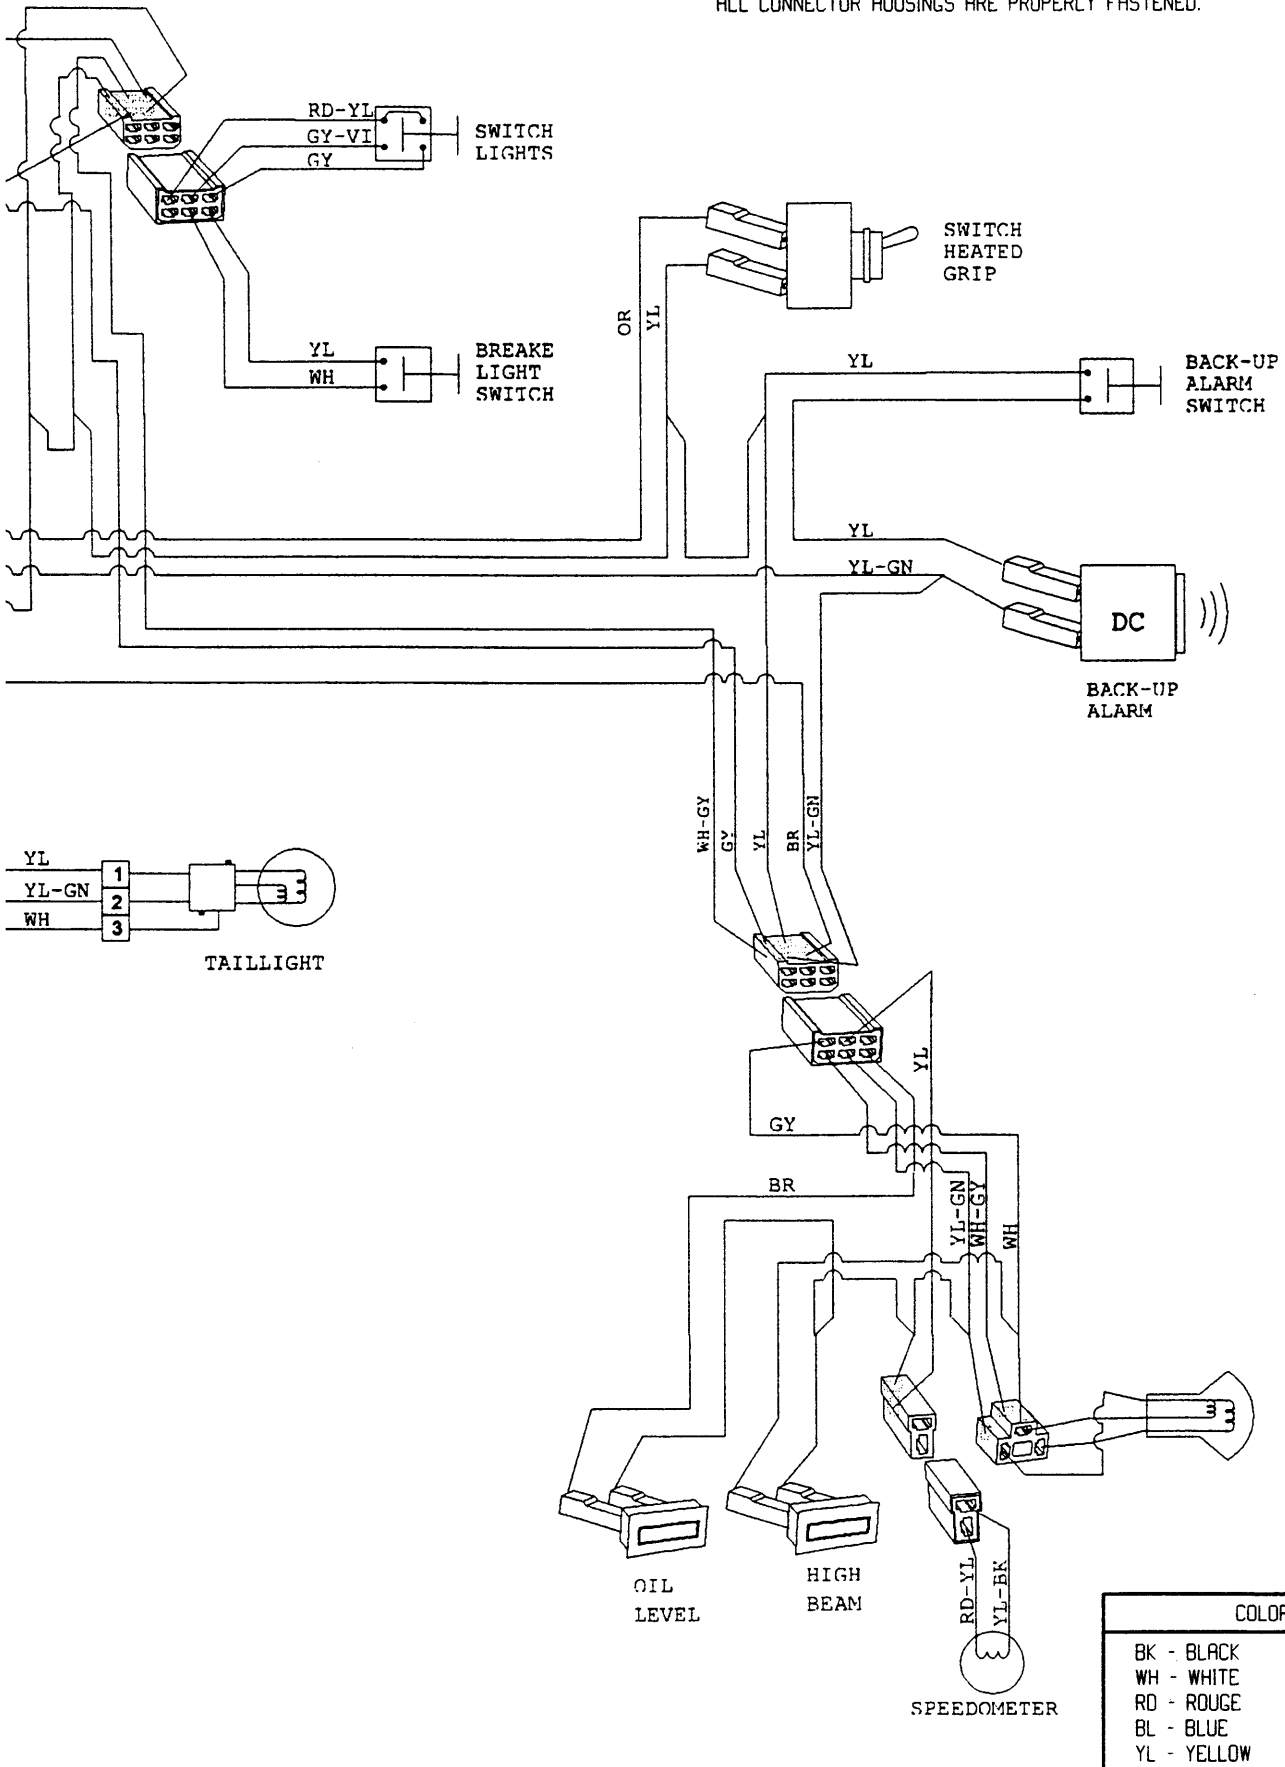 ALL CONNECTOR HOUSINGS ARE PROPERLY FASTENED.
RD-YL
GY-VI
GY
SWITCH
LIGHTS
SWITCH
HEATED
GRIP
OR
YL
YL
WH
BREAKE
LIGHT
SWITCH
YL
BACK-UP
ALARM
SWITCH
YL
YL-GN
DC
BACK-UP
ALARM
WH-GY
GY
YL
BR
YL-GN
YL
YL-GN
WH
1
2
3
TAILLIGHT
YL
GY
BR
YL-GN
WH-GY
WH
OIL
LEVEL
HIGH
BEAM
RD-YL
YL-BK
SPEEDOMETER
COLOR
BK - BLACK
WH - WHITE
RD - ROUGE
BL - BLUE
YL - YELLOW